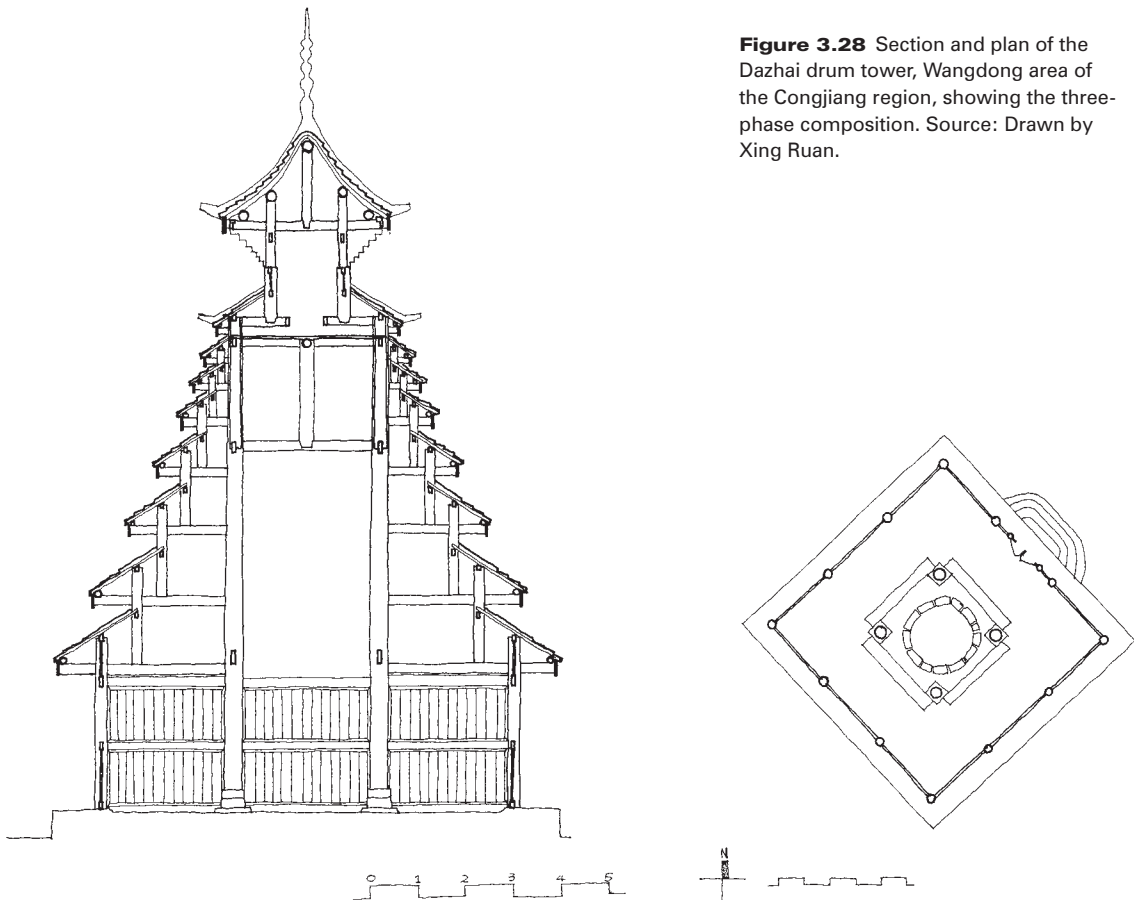 Figure 3.28 Section and plan of the
Dazhai drum tower, Wangdong area of
the Congjiang region, showing the three-
phase composition. Source: Drawn by
Xing Ruan.
0 1 2 3 4 5
N